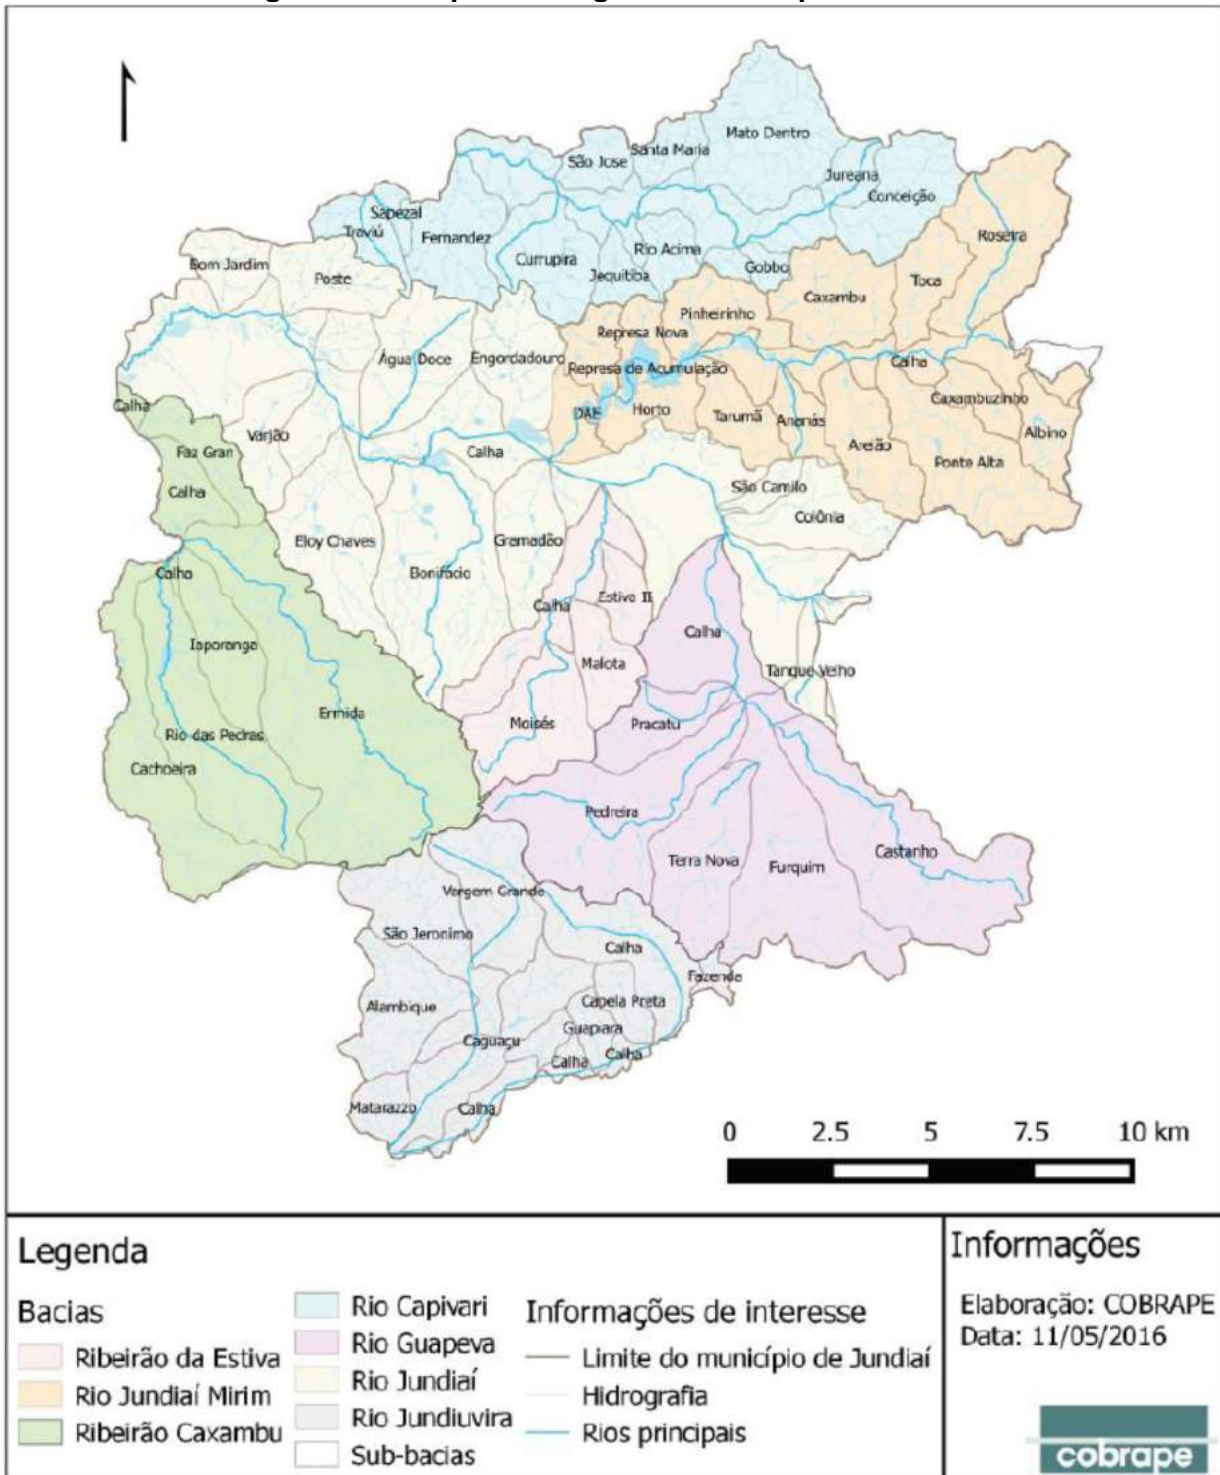 Mato Dentro
Santa Maria
São Jose
Jureana
Conceição
Sapezal
Traviú
Fernandez
Roseira
Rio Acima
Currupira
Jequitiba
Gobbo
Bom Jardim
Poste
Toca
Caxambu
Pinheirinho
Represa Nova
Água Doce
Engordadouro
Represa de Acumulação
Calha
Caxambuzinho
Calha
DAE
Horto
Tarumã
Ananás
Albino
Varjão
Areião
Faz Gran
Calha
Ponte Alta
Calha
São Camilo
Colônia
Eloy Chaves
Gramadão
Bonifácio
Calha
Estiva II
Calha
Calha
Iaporanga
Malota
Tanque Velho
Ermida
Moisés
Pracatu
Rio das Pedras
Cachoeira
Pedreira
Terra Nova
Furquim
Castanho
Vargem Grande
São Jeronimo
Calha
Fazenda
Alambique
Capela Preta
Guapiara
Caguaçu
Calha
Calha
Matarazzo
Calha
0 2.5 5 7.5 10 km
Legenda
Bacias
Ribeirão da Estiva
Rio Jundiaí Mirim
Ribeirão Caxambu
Rio Capivari
Rio Guapeva
Rio Jundiaí
Rio Jundiuvira
Sub-bacias
Informações de interesse
Limite do município de Jundiaí
Hidrografia
Rios principais
Informações
Elaboração: COBRAPE
Data: 11/05/2016
cobrape